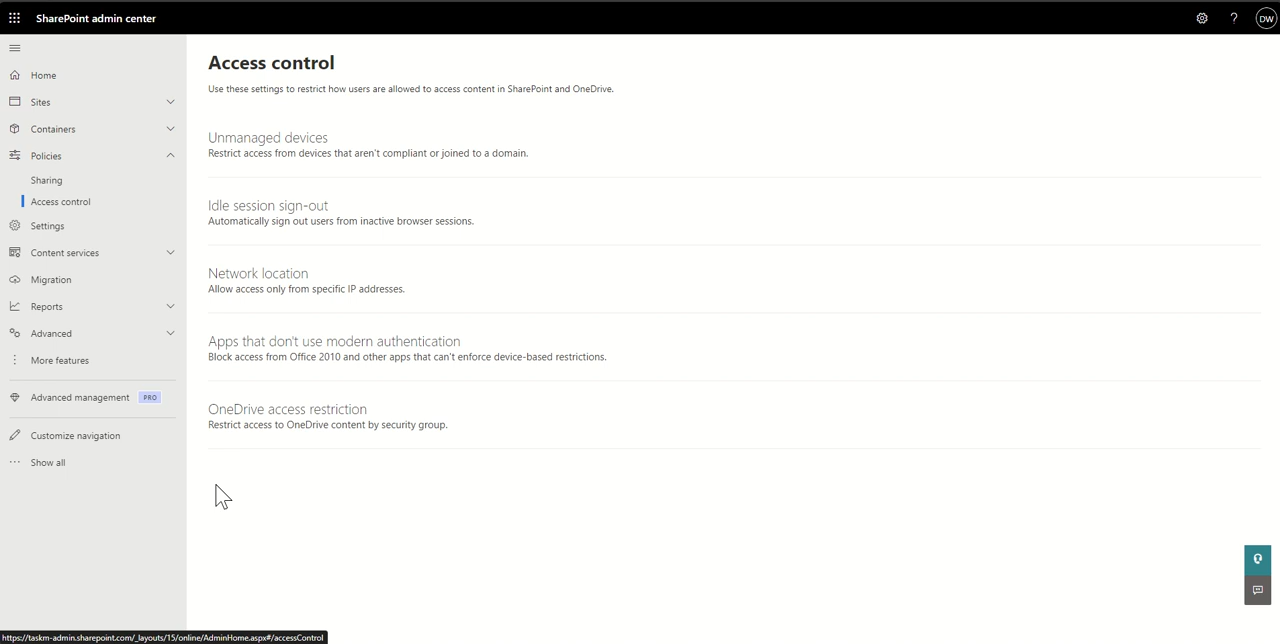 SharePoint admin center
DW
Home
Sites
Containers
Policies
Sharing
Access control
Settings
Content services
Migration
Reports
Advanced
More features
Advanced management PRO
Customize navigation
Show all
Access control
Use these settings to restrict how users are allowed to access content in SharePoint and OneDrive.
Unmanaged devices
Restrict access from devices that aren't compliant or joined to a domain.
Idle session sign-out
Automatically sign out users from inactive browser sessions.
Network location
Allow access only from specific IP addresses.
Apps that don't use modern authentication
Block access from Office 2010 and other apps that can't enforce device-based restrictions.
OneDrive access restriction
Restrict access to OneDrive content by security group.
https://taskm-admin.sharepoint.com/_layouts/15/online/AdminHome.aspx#/accessControl